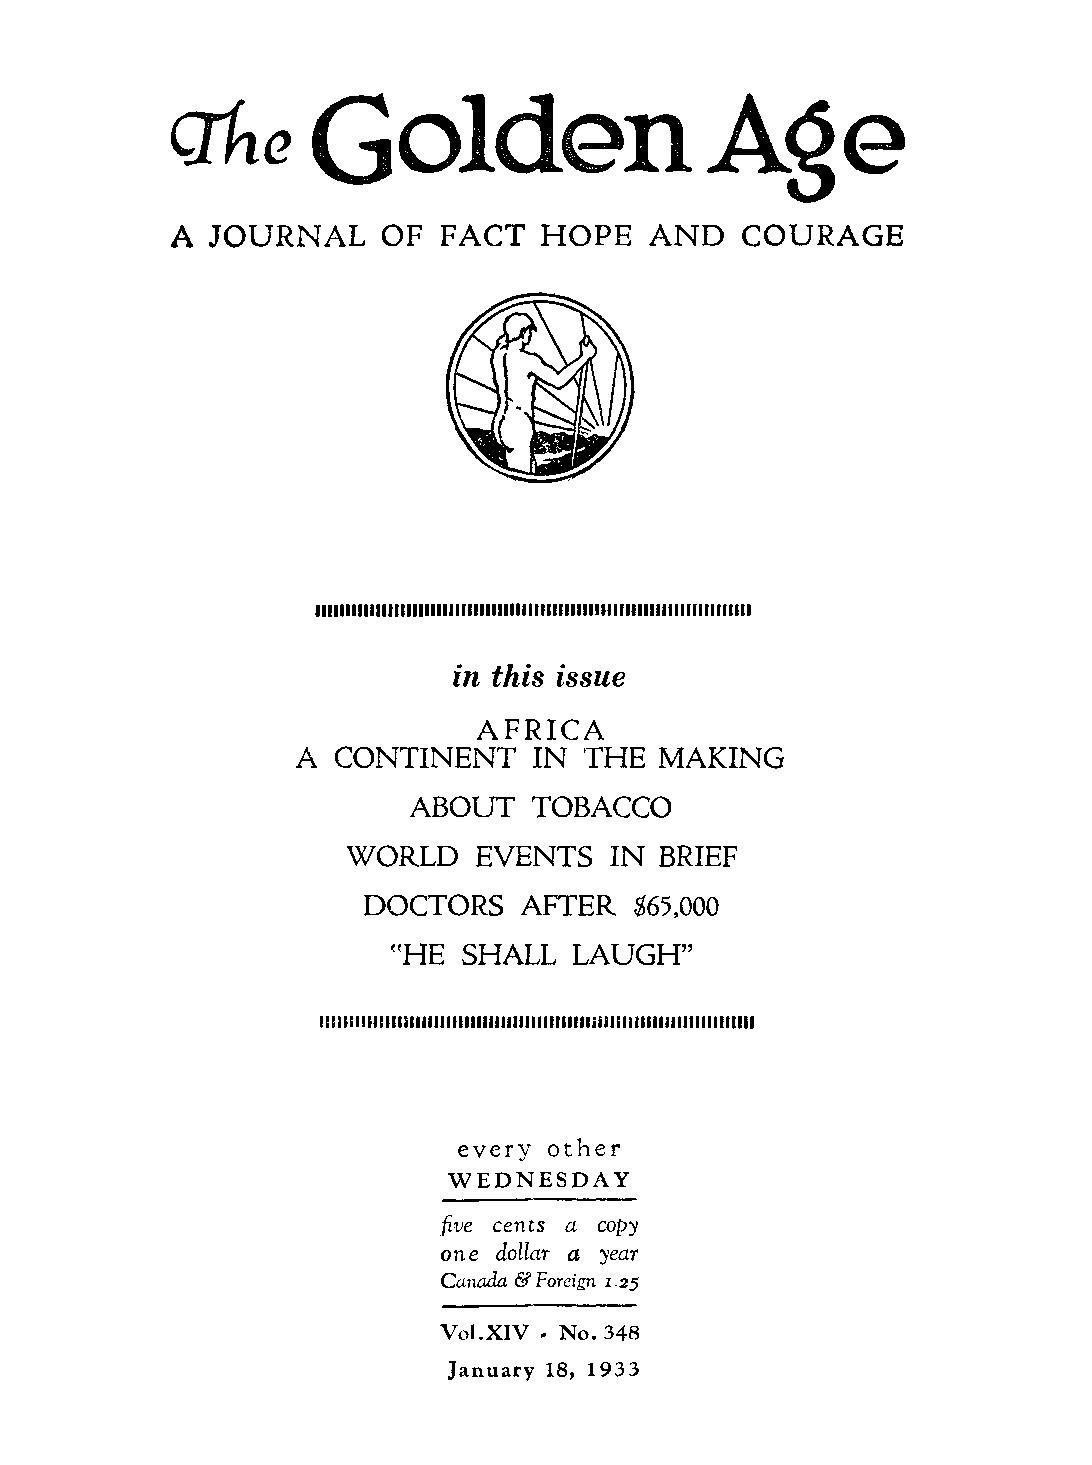 The Golden Age
A JOURNAL OF FACT HOPE AND COURAGE
in this issue
AFRICA
A CONTINENT IN THE MAKING
ABOUT TOBACCO
WORLD EVENTS IN BRIEF
DOCTORS AFTER $65,000
"HE SHALL LAUGH"
every other
WEDNESDAY
five cents a copy
one dollar a year
Canada & Foreign 1.25
Vol.XIV - No. 348
January 18, 1933